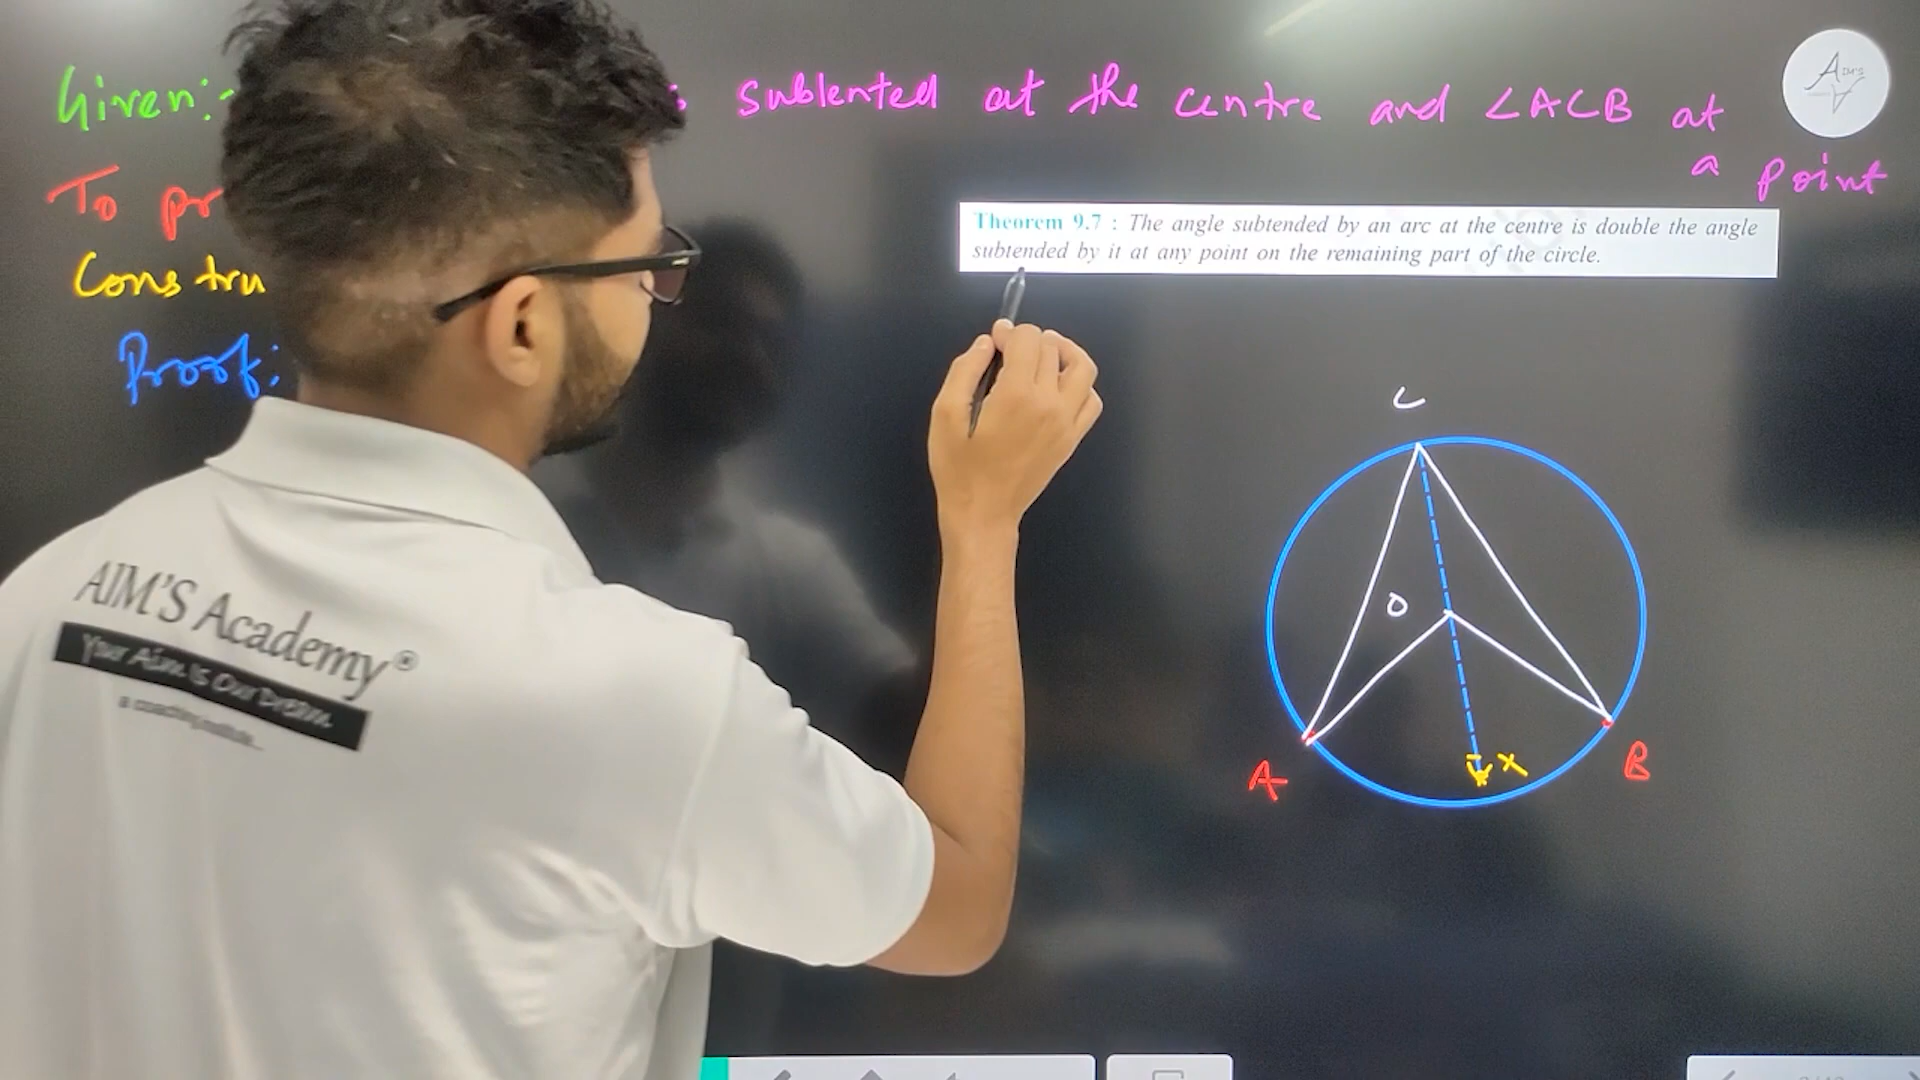 Given:- sublented at the centre and ∠ACB at
a point
To pr
Theorem 9.7 : The angle subtended by an arc at the centre is double the angle
subtended by it at any point on the remaining part of the circle.
Constru
Proof:
C
O
A
X
B
AIM'S Academy®
Your Aim Is Our Dream
AIM'S